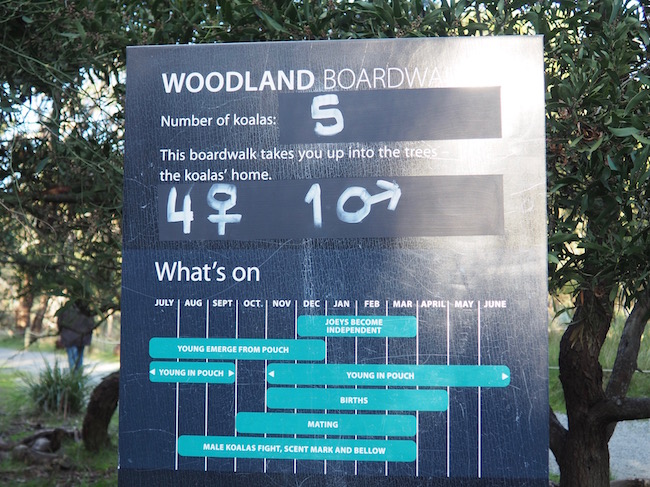 WOODLAND BOARDWALK
Number of koalas: 5
This boardwalk takes you up into the trees –
the koalas' home.
4♀ 1♂
What's on
JULY AUG SEPT OCT. NOV DEC JAN FEB MAR APRIL MAY JUNE
JOEYS BECOME
INDEPENDENT
YOUNG EMERGE FROM POUCH
YOUNG IN POUCH YOUNG IN POUCH
BIRTHS
MATING
MALE KOALAS FIGHT, SCENT MARK AND BELLOW